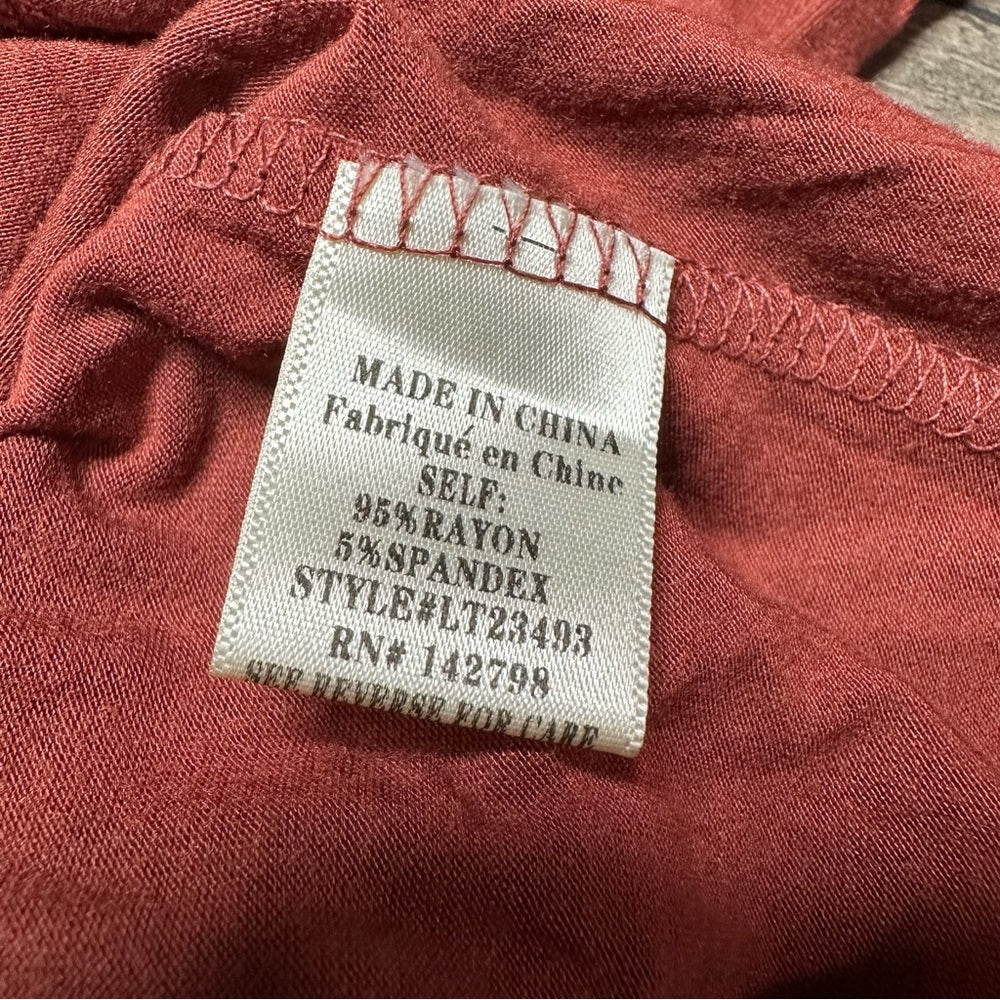 MADE IN CHINA
Fabriqué en Chine
SELF:
95%RAYON
5%SPANDEX
STYLE#LT23493
RN# 142798
SEE REVERSE FOR CARE